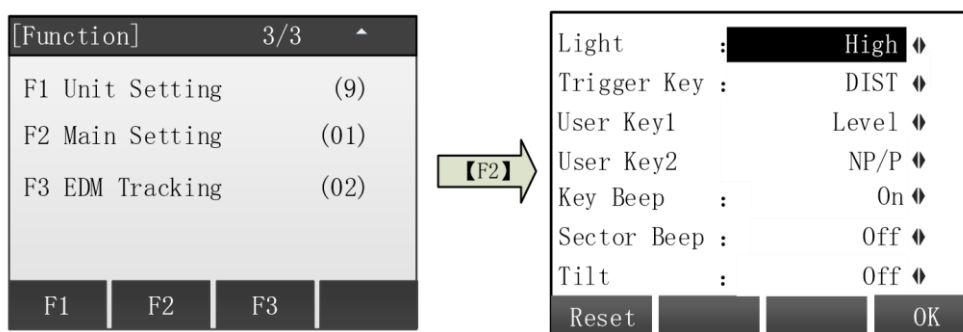 [Function] 3/3
F1 Unit Setting (9)
F2 Main Setting (01)
F3 EDM Tracking (02)
F1 F2 F3
【F2】
Light : High
Trigger Key : DIST
User Key1 Level
User Key2 NP/P
Key Beep : On
Sector Beep : Off
Tilt : Off
Reset OK